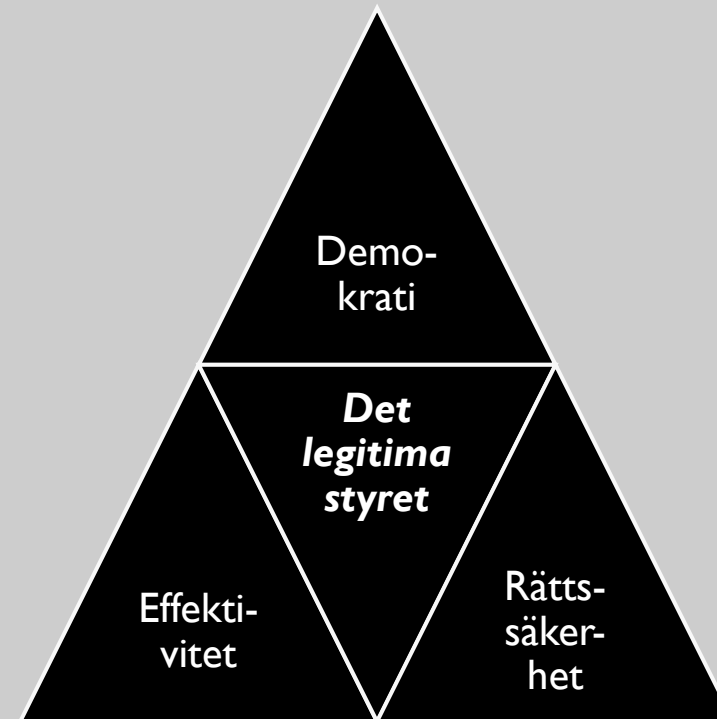 Demo-
krati
Det
legitima
styret
Effekti-
vitet
Rätts-
säker-
het